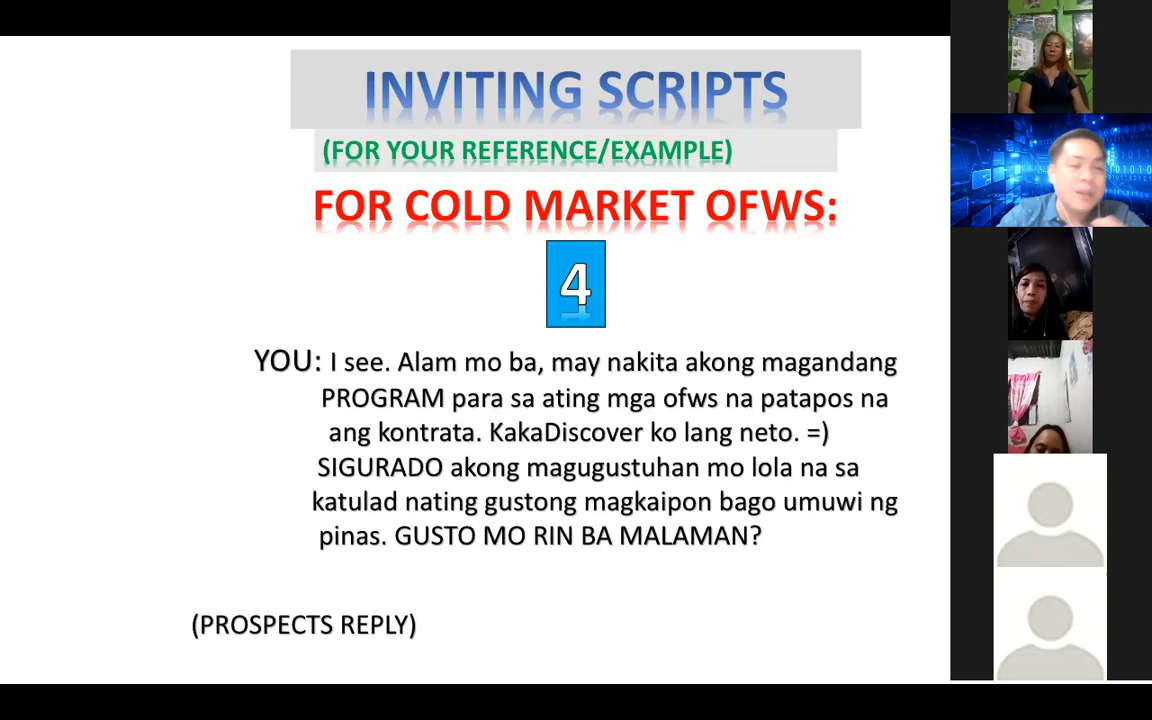 INVITING SCRIPTS
(FOR YOUR REFERENCE/EXAMPLE)
FOR COLD MARKET OFWS:
4
YOU: I see. Alam mo ba, may nakita akong magandang
PROGRAM para sa ating mga ofws na patapos na
ang kontrata. KakaDiscover ko lang neto. =)
SIGURADO akong magugustuhan mo lola na sa
katulad nating gustong magkaipon bago umuwi ng
pinas. GUSTO MO RIN BA MALAMAN?
(PROSPECTS REPLY)